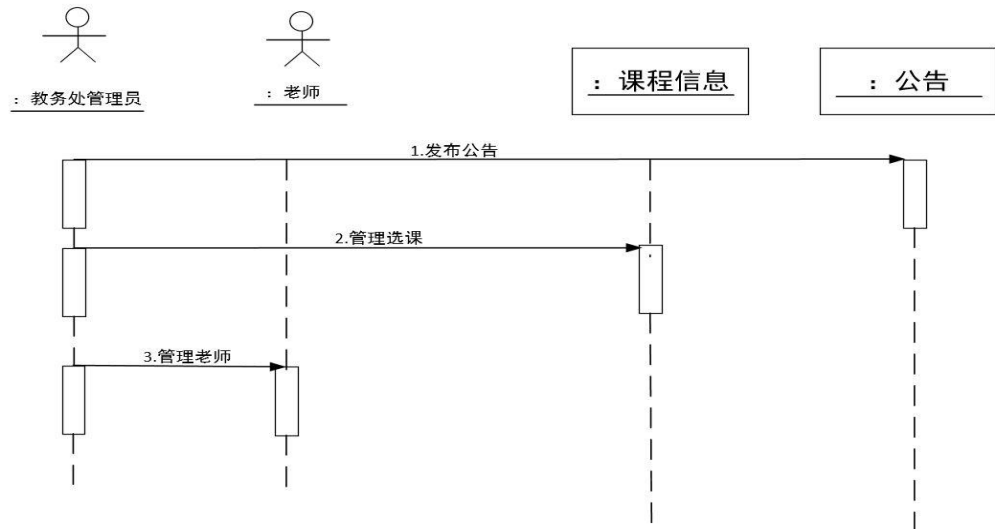 ：教务处管理员
：老师
：课程信息
：公告
1.发布公告
2.管理选课
3.管理老师